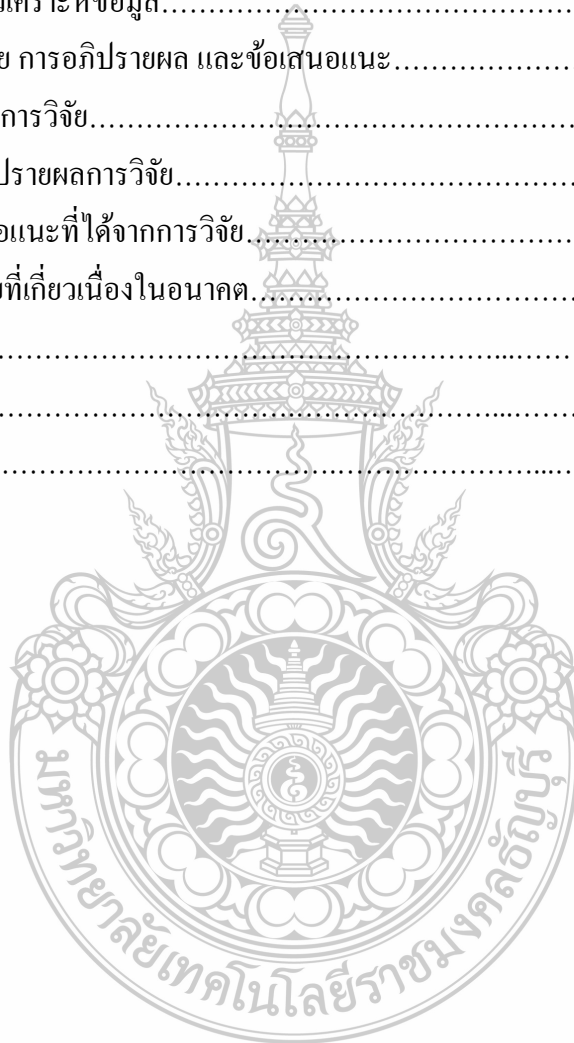 วิเคราะห์ข้อมูล……………………………………
ย การอภิปรายผล และข้อเสนอแนะ………………
การวิจัย……………………………………………
ปรายผลการวิจัย……………………………………
อแนะที่ได้จากการวิจัย……………………………
ยที่เกี่ยวเนื่องในอนาคต……………………………
……………………………………………...……
……………………………………………...……
……………………………………………...……
มหาวิทยาลัยเทคโนโลยีราชมงคลธัญบุรี